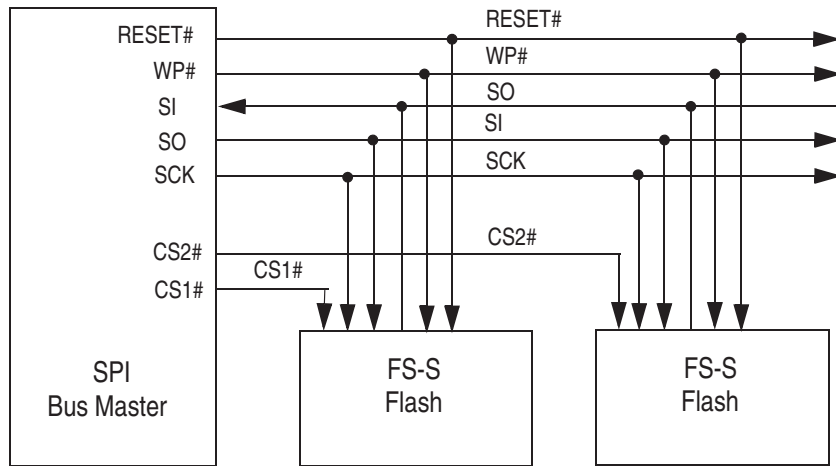 RESET#
RESET#
WP#
WP#
SI
SO
SO
SI
SCK
SCK
CS2#
CS2#
CS1#
CS1#
SPI
Bus Master
FS-S
Flash
FS-S
Flash